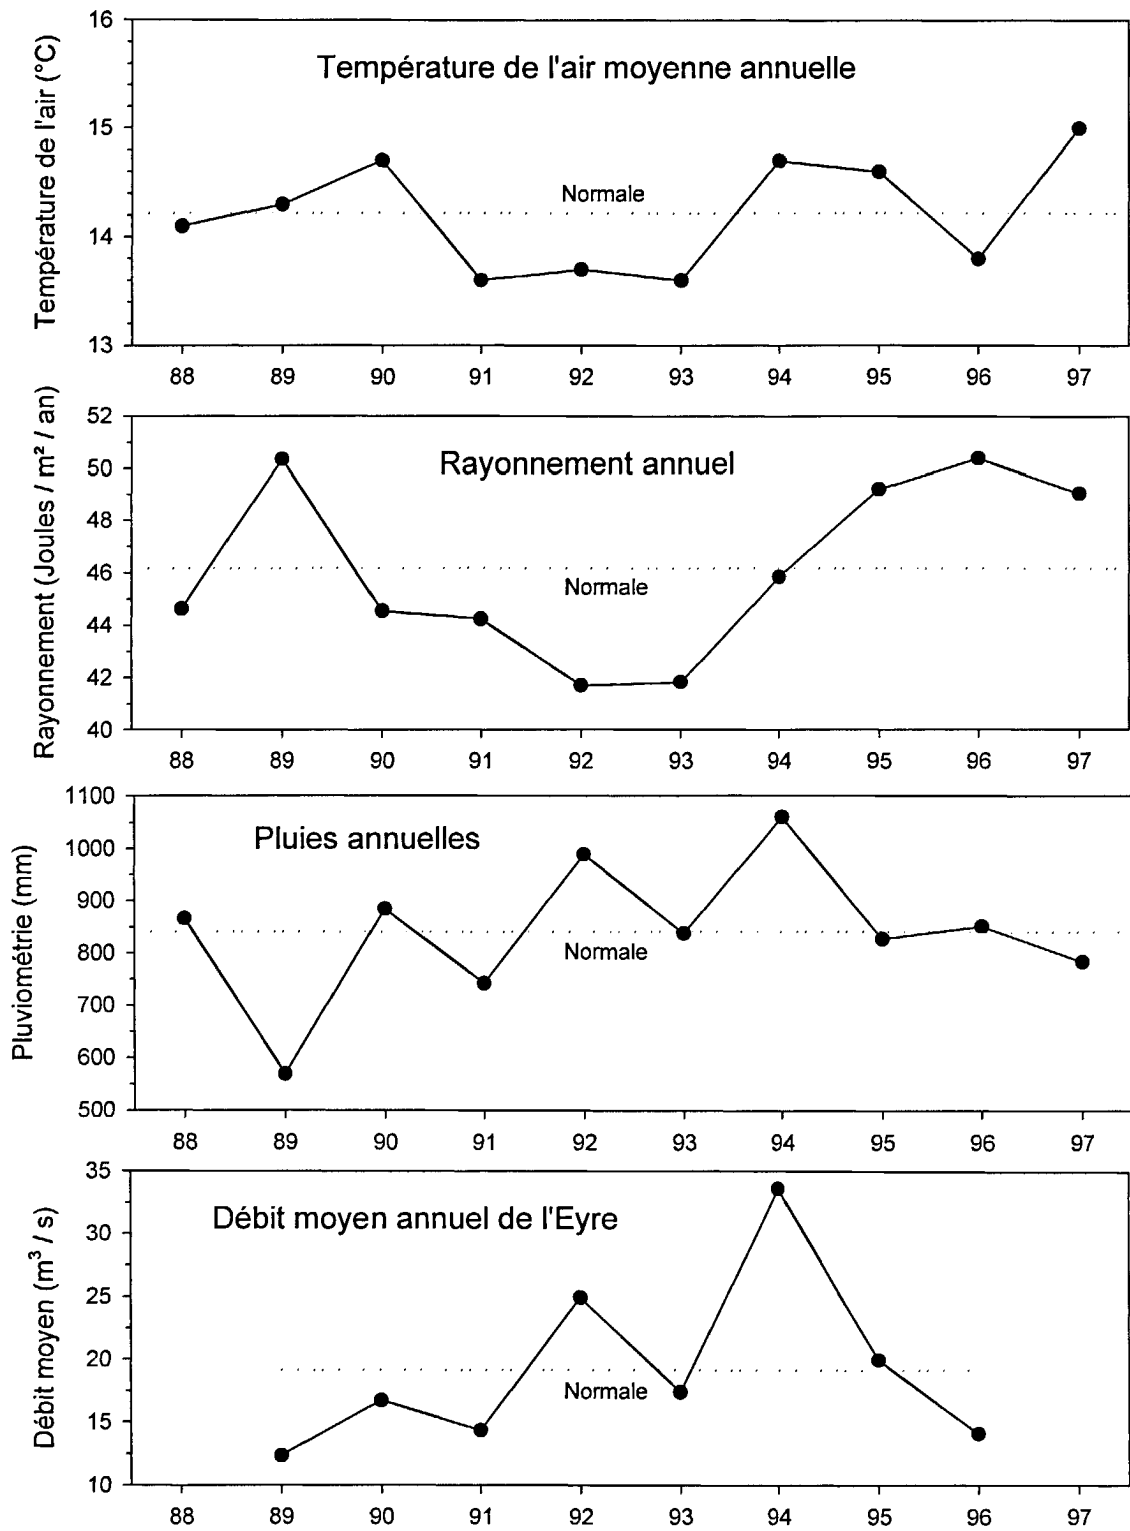 Température de l'air moyenne annuelle
Température de l'air (°C)
16
15
14
13
Normale
88 89 90 91 92 93 94 95 96 97
Rayonnement annuel
Rayonnement (Joules / m² / an)
52
50
48
46
44
42
40
Normale
88 89 90 91 92 93 94 95 96 97
Pluies annuelles
Pluviométrie (mm)
1100
1000
900
800
700
600
500
Normale
88 89 90 91 92 93 94 95 96 97
Débit moyen annuel de l'Eyre
Débit moyen (m³ / s)
35
30
25
20
15
10
Normale
88 89 90 91 92 93 94 95 96 97